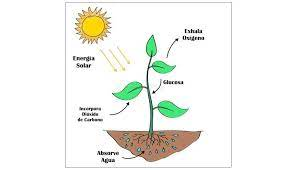 Exhala
Oxígeno
Energía
Solar
Glucosa
Incorpora
Dióxido
de Carbono
Absorve
Agua